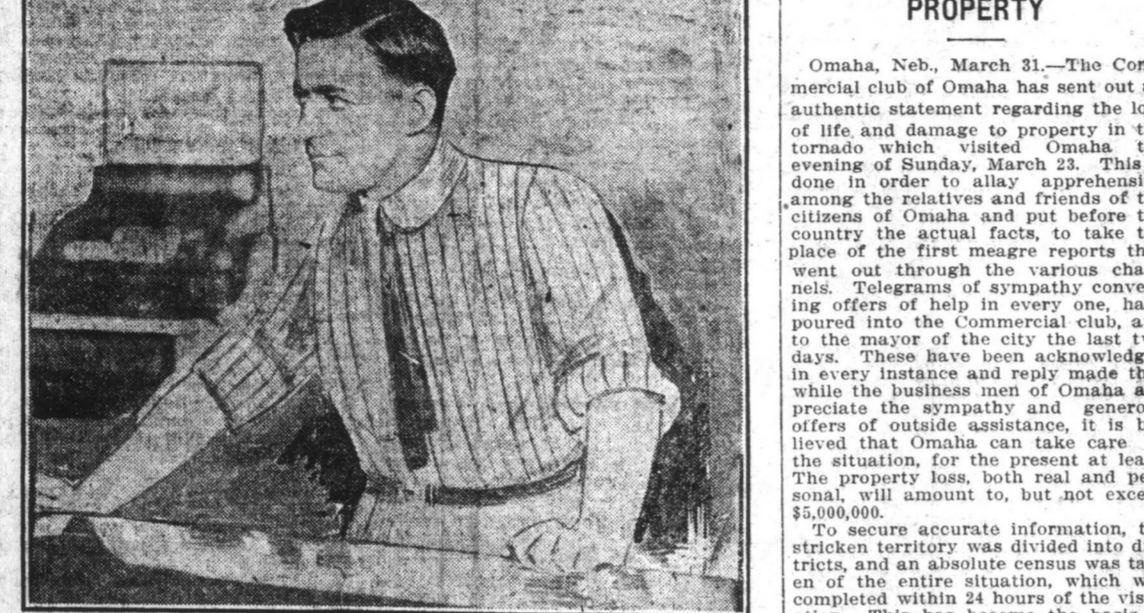 PROPERTY
Omaha, Neb., March 31.—The Com
mercial club of Omaha has sent out
authentic statement regarding the lo
of life and damage to property in t
tornado which visited Omaha t
evening of Sunday, March 23. This
done in order to allay apprehensi
among the relatives and friends of t
citizens of Omaha and put before t
country the actual facts, to take t
place of the first meagre reports th
went out through the various cha
nels. Telegrams of sympathy conve
ing offers of help in every one, ha
poured into the Commercial club, a
to the mayor of the city the last tw
days. These have been acknowledg
in every instance and reply made th
while the business men of Omaha a
preciate the sympathy and genero
offers of outside assistance, it is b
lieved that Omaha can take care
the situation, for the present at lea
The property loss, both real and pe
sonal, will amount to, but not exce
$5,000,000.
To secure accurate information, t
stricken territory was divided into d
tricts, and an absolute census was ta
en of the entire situation, which w
completed within 24 hours of the vis